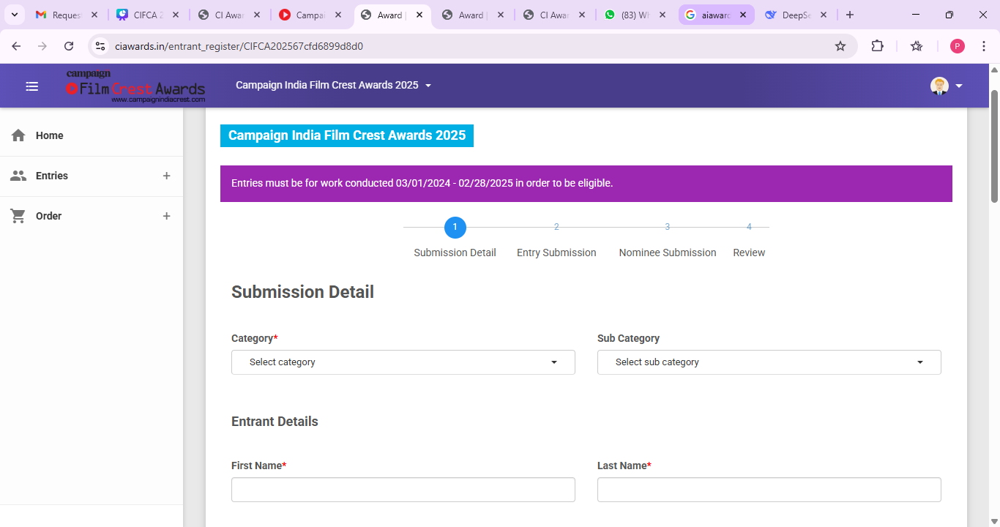 Reques
CIFCA 2
CI Awar
Campai
Award |
Award |
CI Awar
(83) Wh
aiaward
DeepSe
ciawards.in/entrant_register/CIFCA202567cfd6899d8d0
P
campaign
Film Crest Awards
www.campaignindiacrest.com
Campaign India Film Crest Awards 2025
Home
Entries +
Order +
Campaign India Film Crest Awards 2025
Entries must be for work conducted 03/01/2024 - 02/28/2025 in order to be eligible.
1 2 3 4
Submission Detail Entry Submission Nominee Submission Review
Submission Detail
Category* Sub Category
Select category Select sub category
Entrant Details
First Name* Last Name*